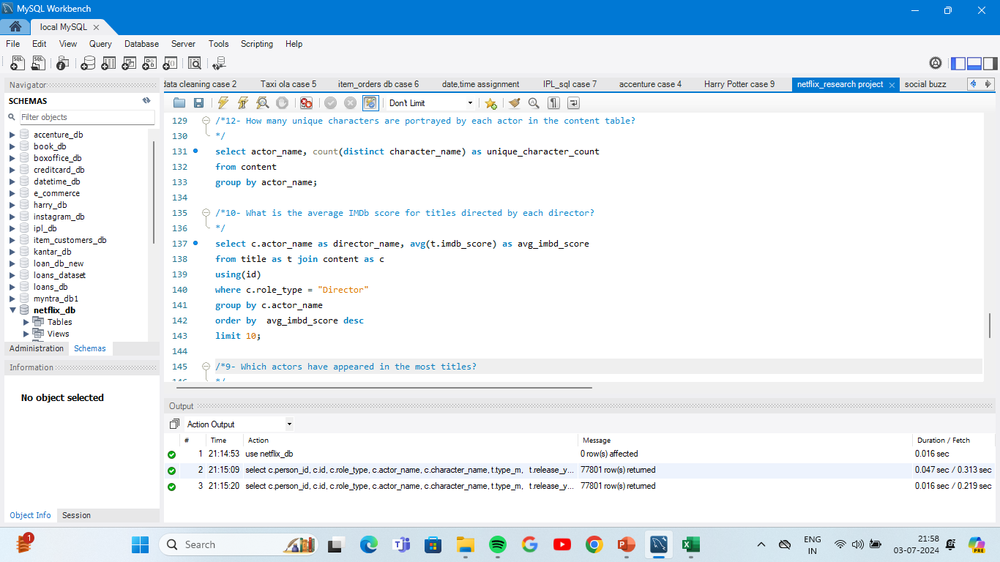 MySQL Workbench
local MySQL
File Edit View Query Database Server Tools Scripting Help
Navigator
SCHEMAS
Filter objects
accenture_db
book_db
boxoffice_db
creditcard_db
datetime_db
e_commerce
harry_db
instagram_db
ipl_db
item_customers_db
kantar_db
loan_db_new
loans_dataset
loans_db
myntra_db1
netflix_db
Tables
Views
Administration Schemas
Information
No object selected
Object Info Session
data cleaning case 2 Taxi ola case 5 item_orders db case 6 date,time assignment IPL_sql case 7 accenture case 4 Harry Potter case 9 netflix_research project social buzz
Don't Limit
129 /*12- How many unique characters are portrayed by each actor in the content table?
130 */
131 select actor_name, count(distinct character_name) as unique_character_count
132 from content
133 group by actor_name;
134
135 /*10- What is the average IMDb score for titles directed by each director?
136 */
137 select c.actor_name as director_name, avg(t.imdb_score) as avg_imbd_score
138 from title as t join content as c
139 using(id)
140 where c.role_type = "Director"
141 group by c.actor_name
142 order by  avg_imbd_score desc
143 limit 10;
144
145 /*9- Which actors have appeared in the most titles?
146 */
Output
Action Output
# Time Action Message Duration / Fetch
1 21:14:53 use netflix_db 0 row(s) affected 0.016 sec
2 21:15:09 select c.person_id, c.id, c.role_type, c.actor_name, c.character_name, t.type_m, t.release_y... 77801 row(s) returned 0.047 sec / 0.313 sec
3 21:15:20 select c.person_id, c.id, c.role_type, c.actor_name, c.character_name, t.type_m, t.release_y... 77801 row(s) returned 0.016 sec / 0.219 sec
1
Search
ENG
IN
21:58
03-07-2024
PRE